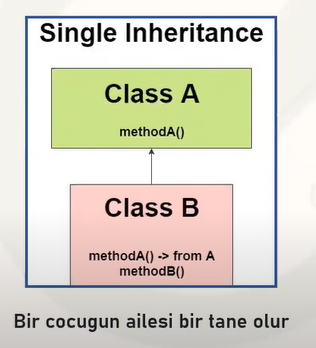 Single Inheritance
Class A
methodA()
Class B
methodA() -> from A
methodB()
Bir cocugun ailesi bir tane olur